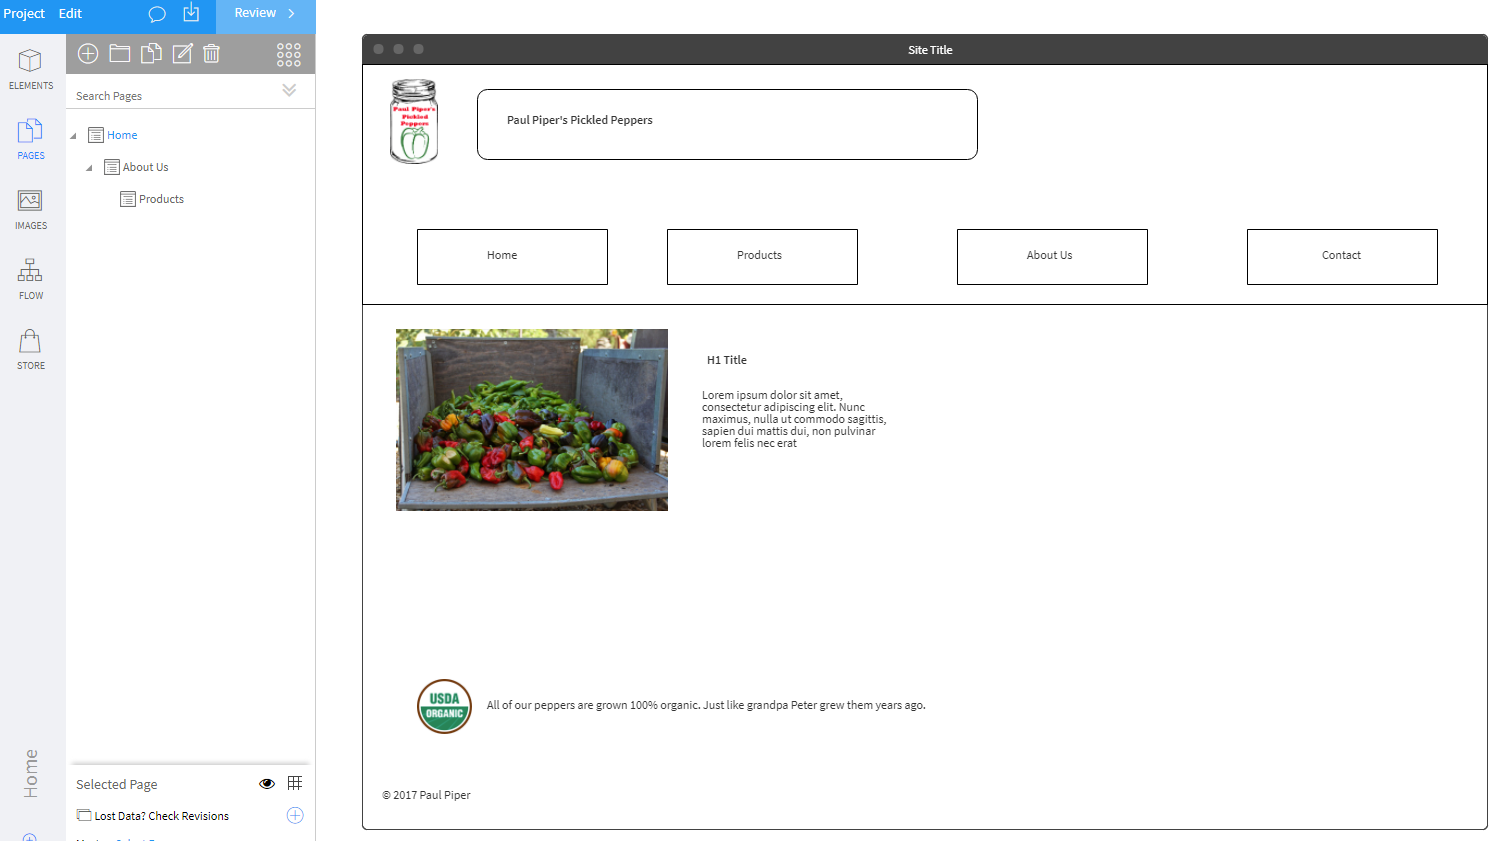 Project Edit Review
ELEMENTS
PAGES
IMAGES
FLOW
STORE
Home
Search Pages
Home
About Us
Products
Selected Page
Lost Data? Check Revisions
Site Title
Paul Piper's
Pickled
Peppers
Paul Piper's Pickled Peppers
Home Products About Us Contact
H1 Title
Lorem ipsum dolor sit amet,
consectetur adipiscing elit. Nunc
maximus, nulla ut commodo sagittis,
sapien dui mattis dui, non pulvinar
lorem felis nec erat
USDA
ORGANIC
All of our peppers are grown 100% organic. Just like grandpa Peter grew them years ago.
© 2017 Paul Piper